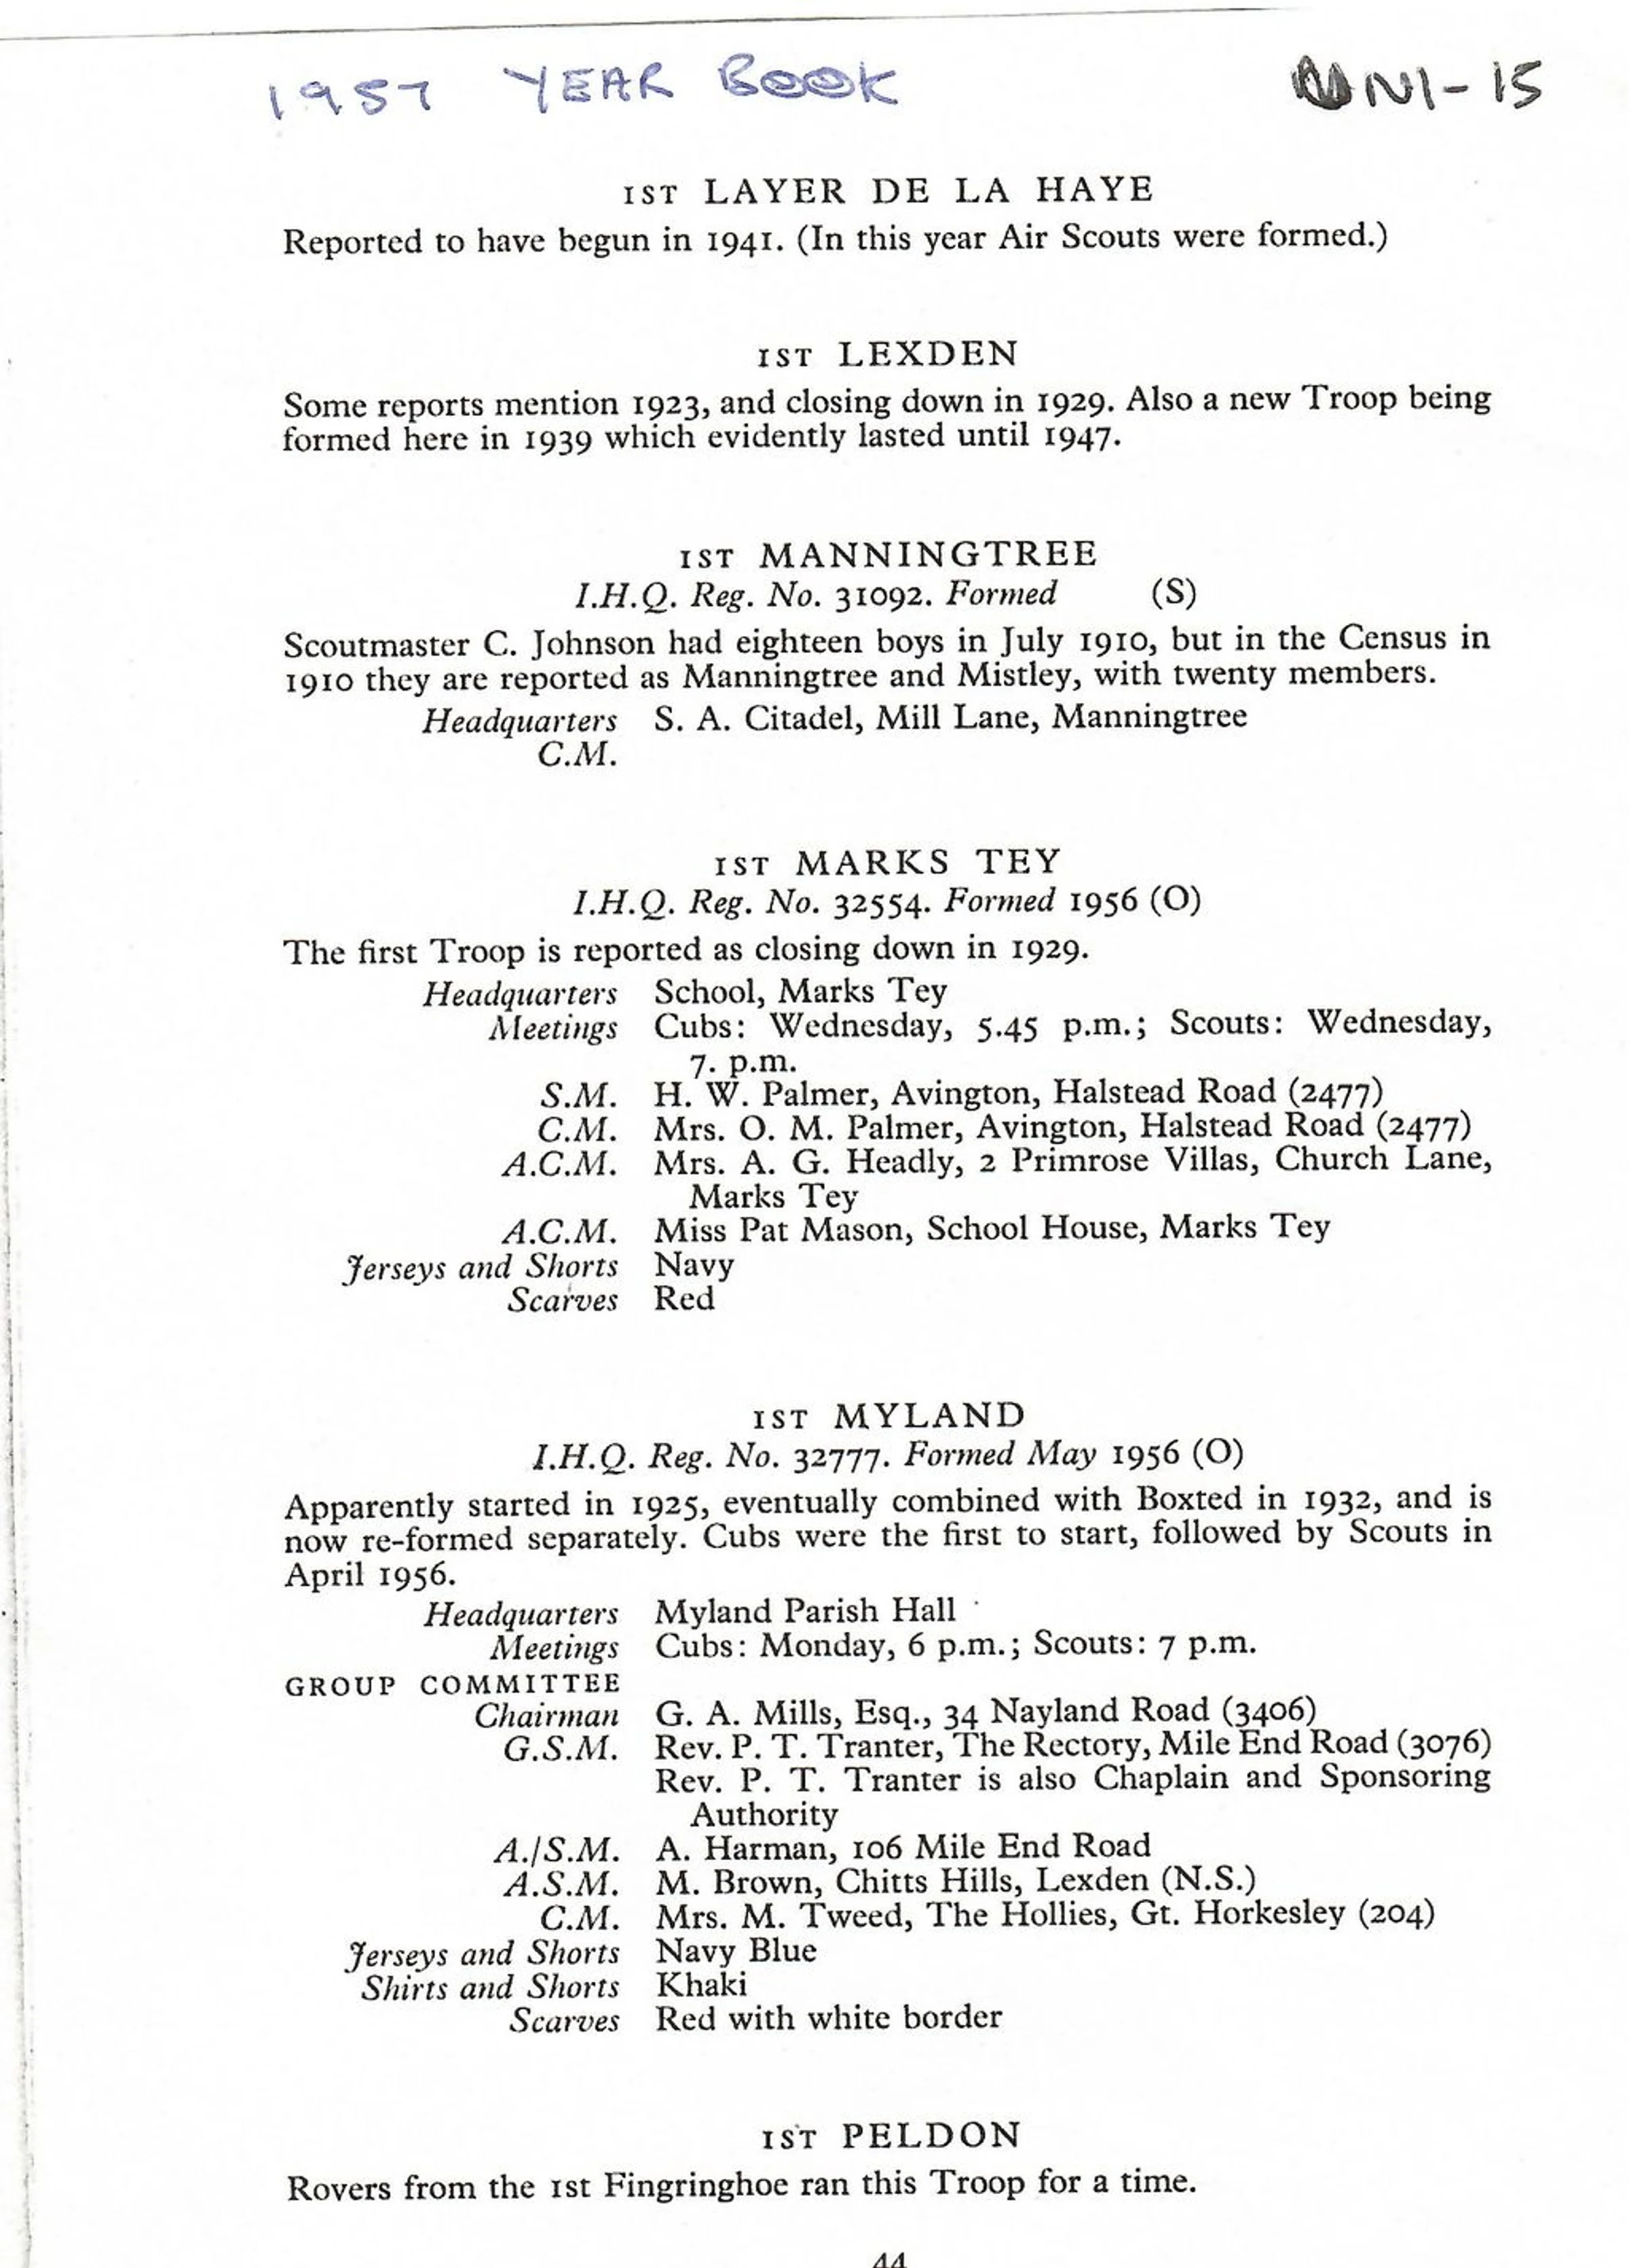 1957 YEAR BOOK
N1-15
1ST LAYER DE LA HAYE
Reported to have begun in 1941. (In this year Air Scouts were formed.)
1ST LEXDEN
Some reports mention 1923, and closing down in 1929. Also a new Troop being
formed here in 1939 which evidently lasted until 1947.
1ST MANNINGTREE
I.H.Q. Reg. No. 31092. Formed (S)
Scoutmaster C. Johnson had eighteen boys in July 1910, but in the Census in
1910 they are reported as Manningtree and Mistley, with twenty members.
Headquarters S. A. Citadel, Mill Lane, Manningtree
C.M.
1ST MARKS TEY
I.H.Q. Reg. No. 32554. Formed 1956 (O)
The first Troop is reported as closing down in 1929.
Headquarters School, Marks Tey
Meetings Cubs: Wednesday, 5.45 p.m.; Scouts: Wednesday,
7. p.m.
S.M. H. W. Palmer, Avington, Halstead Road (2477)
C.M. Mrs. O. M. Palmer, Avington, Halstead Road (2477)
A.C.M. Mrs. A. G. Headly, 2 Primrose Villas, Church Lane,
Marks Tey
A.C.M. Miss Pat Mason, School House, Marks Tey
Jerseys and Shorts Navy
Scarves Red
1ST MYLAND
I.H.Q. Reg. No. 32777. Formed May 1956 (O)
Apparently started in 1925, eventually combined with Boxted in 1932, and is
now re-formed separately. Cubs were the first to start, followed by Scouts in
April 1956.
Headquarters Myland Parish Hall
Meetings Cubs: Monday, 6 p.m.; Scouts: 7 p.m.
GROUP COMMITTEE
Chairman G. A. Mills, Esq., 34 Nayland Road (3406)
G.S.M. Rev. P. T. Tranter, The Rectory, Mile End Road (3076)
Rev. P. T. Tranter is also Chaplain and Sponsoring
Authority
A./S.M. A. Harman, 106 Mile End Road
A.S.M. M. Brown, Chitts Hills, Lexden (N.S.)
C.M. Mrs. M. Tweed, The Hollies, Gt. Horkesley (204)
Jerseys and Shorts Navy Blue
Shirts and Shorts Khaki
Scarves Red with white border
1ST PELDON
Rovers from the 1st Fingringhoe ran this Troop for a time.
44